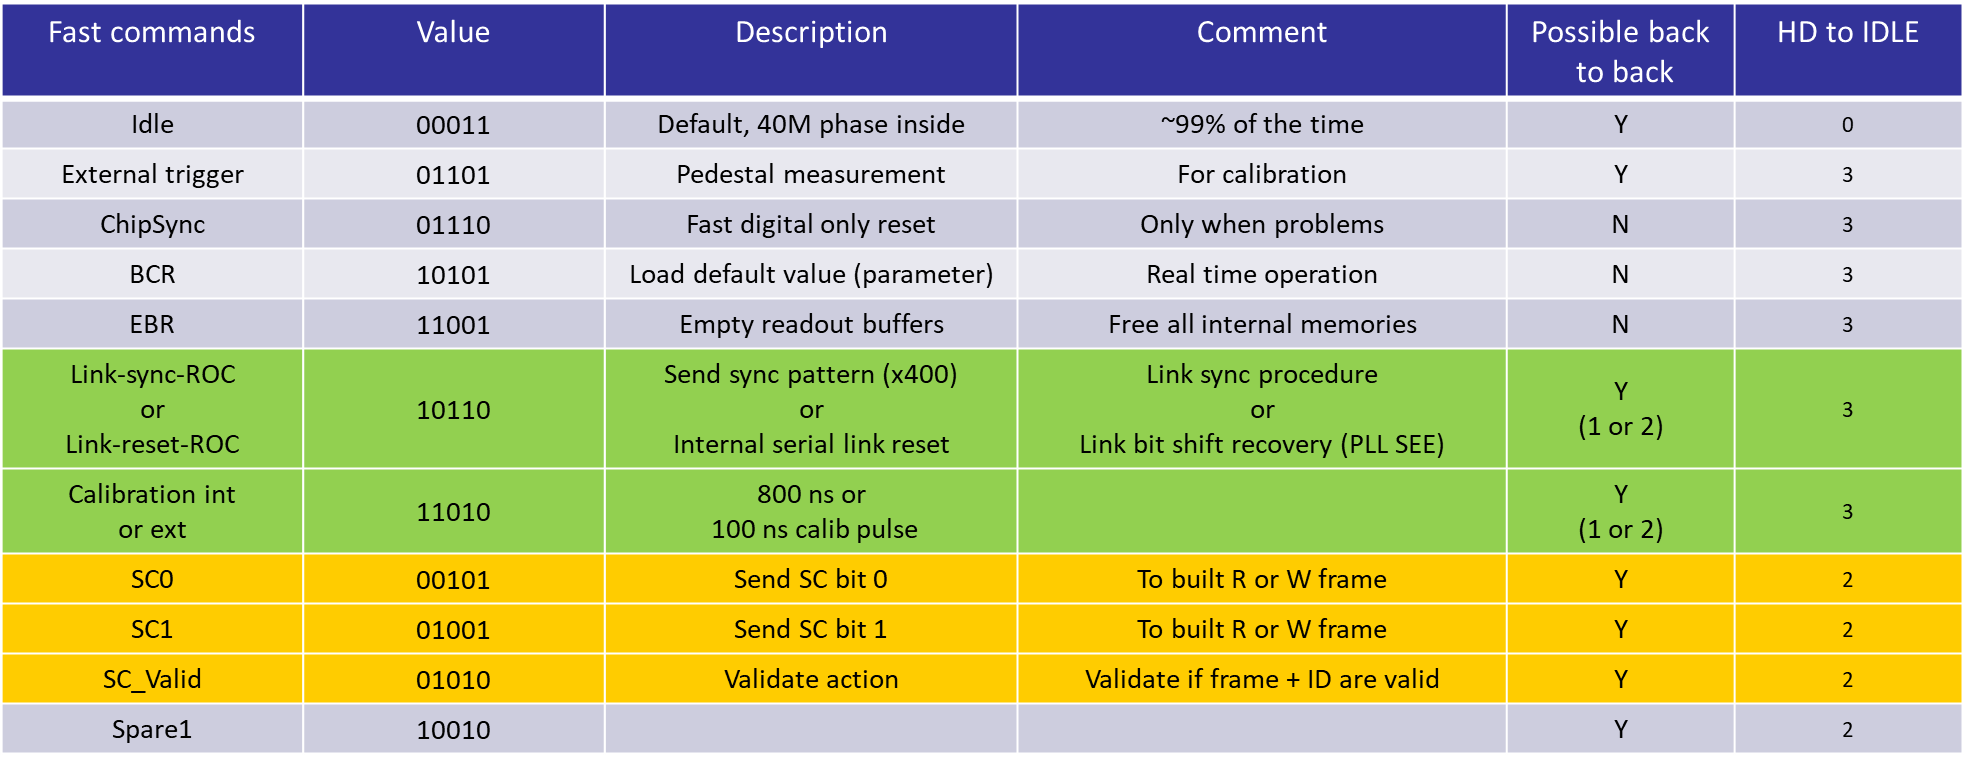 Fast commands Value Description Comment Possible back to back HD to IDLE
Idle 00011 Default, 40M phase inside ~99% of the time Y 0
External trigger 01101 Pedestal measurement For calibration Y 3
ChipSync 01110 Fast digital only reset Only when problems N 3
BCR 10101 Load default value (parameter) Real time operation N 3
EBR 11001 Empty readout buffers Free all internal memories N 3
Link-sync-ROC
or
Link-reset-ROC
10110
Send sync pattern (x400)
or
Internal serial link reset
Link sync procedure
or
Link bit shift recovery (PLL SEE)
Y
(1 or 2)
3
Calibration int
or ext
11010
800 ns or
100 ns calib pulse
Y
(1 or 2)
3
SC0 00101 Send SC bit 0 To built R or W frame Y 2
SC1 01001 Send SC bit 1 To built R or W frame Y 2
SC_Valid 01010 Validate action Validate if frame + ID are valid Y 2
Spare1 10010 Y 2